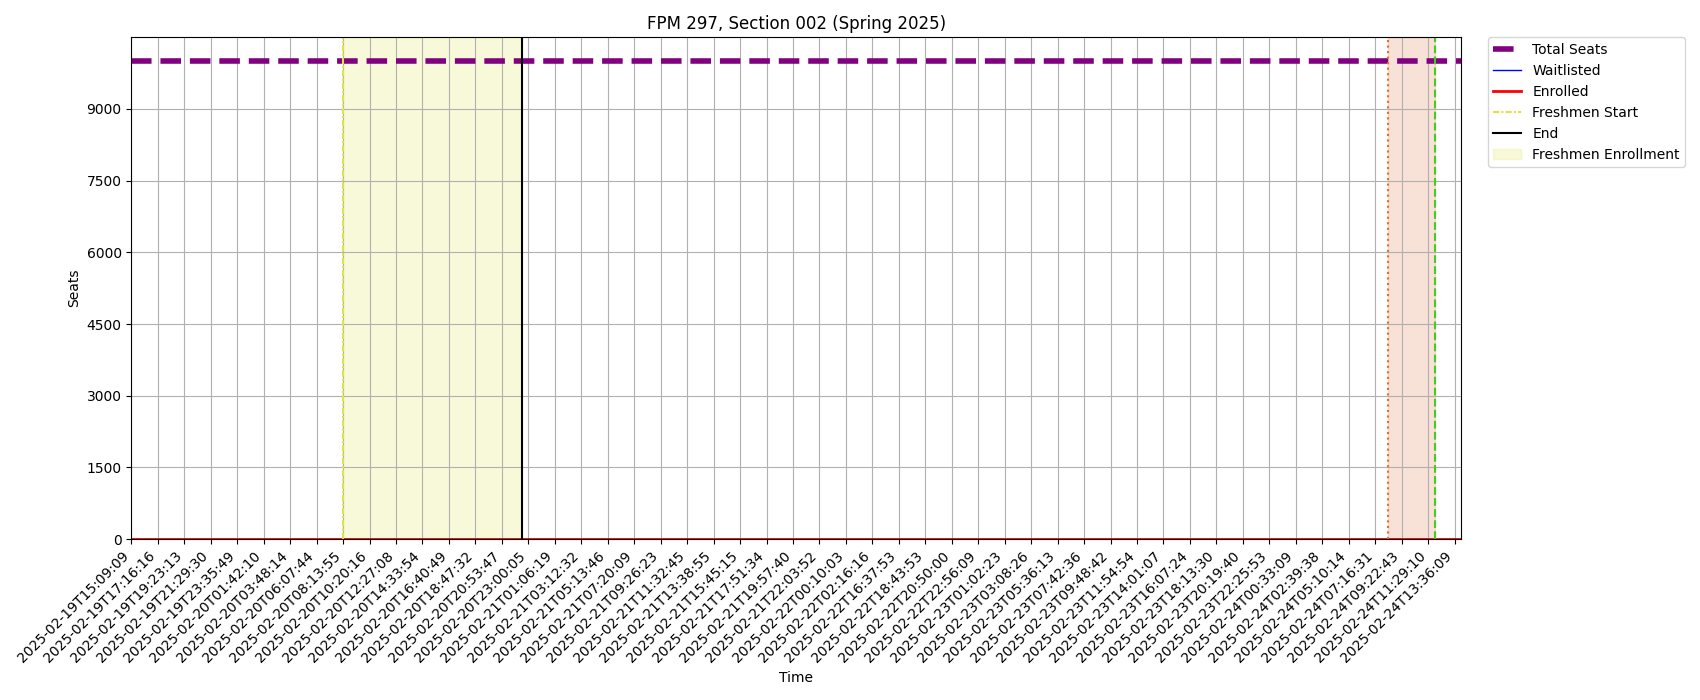 FPM 297, Section 002 (Spring 2025)
Total Seats
Waitlisted
Enrolled
Freshmen Start
End
Freshmen Enrollment
Seats
9000
7500
6000
4500
3000
1500
0
2025-02-19T15:09:09
2025-02-19T17:16:16
2025-02-19T19:23:13
2025-02-19T21:29:30
2025-02-19T23:35:49
2025-02-20T01:42:10
2025-02-20T03:48:14
2025-02-20T06:07:44
2025-02-20T08:13:55
2025-02-20T10:20:16
2025-02-20T12:27:08
2025-02-20T14:33:54
2025-02-20T16:40:49
2025-02-20T18:47:32
2025-02-20T20:53:47
2025-02-20T23:00:05
2025-02-21T01:06:19
2025-02-21T03:12:32
2025-02-21T05:13:46
2025-02-21T07:20:09
2025-02-21T09:26:23
2025-02-21T11:32:45
2025-02-21T13:38:55
2025-02-21T15:45:15
2025-02-21T17:51:34
2025-02-21T19:57:40
2025-02-21T22:03:52
2025-02-22T00:10:03
2025-02-22T02:16:16
2025-02-22T16:37:53
2025-02-22T18:43:53
2025-02-22T20:50:00
2025-02-22T22:56:09
2025-02-23T01:02:23
2025-02-23T03:08:26
2025-02-23T05:36:13
2025-02-23T07:42:36
2025-02-23T09:48:42
2025-02-23T11:54:54
2025-02-23T14:01:07
2025-02-23T16:07:24
2025-02-23T18:13:30
2025-02-23T20:19:40
2025-02-23T22:25:53
2025-02-24T00:33:09
2025-02-24T02:39:38
2025-02-24T05:10:14
2025-02-24T07:16:31
2025-02-24T09:22:43
2025-02-24T11:29:10
2025-02-24T13:36:09
Time